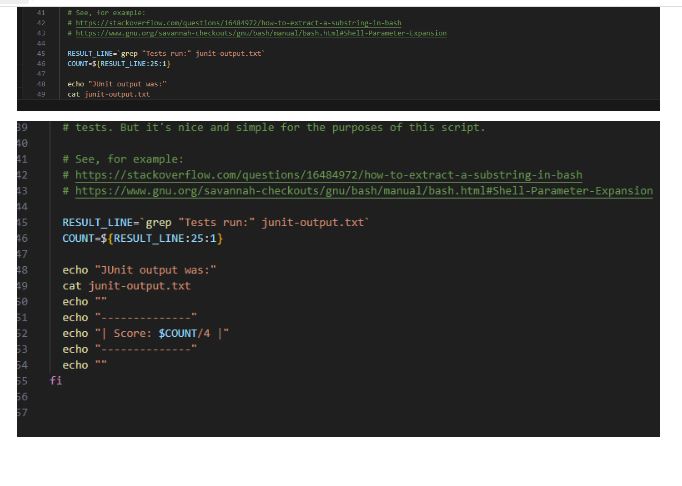 41 # See, for example:
42 # https://stackoverflow.com/questions/16484972/how-to-extract-a-substring-in-bash
43 # https://www.gnu.org/savannah-checkouts/gnu/bash/manual/bash.html#Shell-Parameter-Expansion
44
45 RESULT_LINE=`grep "Tests run:" junit-output.txt`
46 COUNT=${RESULT_LINE:25:1}
47
48 echo "JUnit output was:"
49 cat junit-output.txt
39 # tests. But it's nice and simple for the purposes of this script.
40
41 # See, for example:
42 # https://stackoverflow.com/questions/16484972/how-to-extract-a-substring-in-bash
43 # https://www.gnu.org/savannah-checkouts/gnu/bash/manual/bash.html#Shell-Parameter-Expansion
44
45 RESULT_LINE=`grep "Tests run:" junit-output.txt`
46 COUNT=${RESULT_LINE:25:1}
47
48 echo "JUnit output was:"
49 cat junit-output.txt
50 echo ""
51 echo "--------------"
52 echo "| Score: $COUNT/4 |"
53 echo "--------------"
54 echo ""
55 fi
56
57